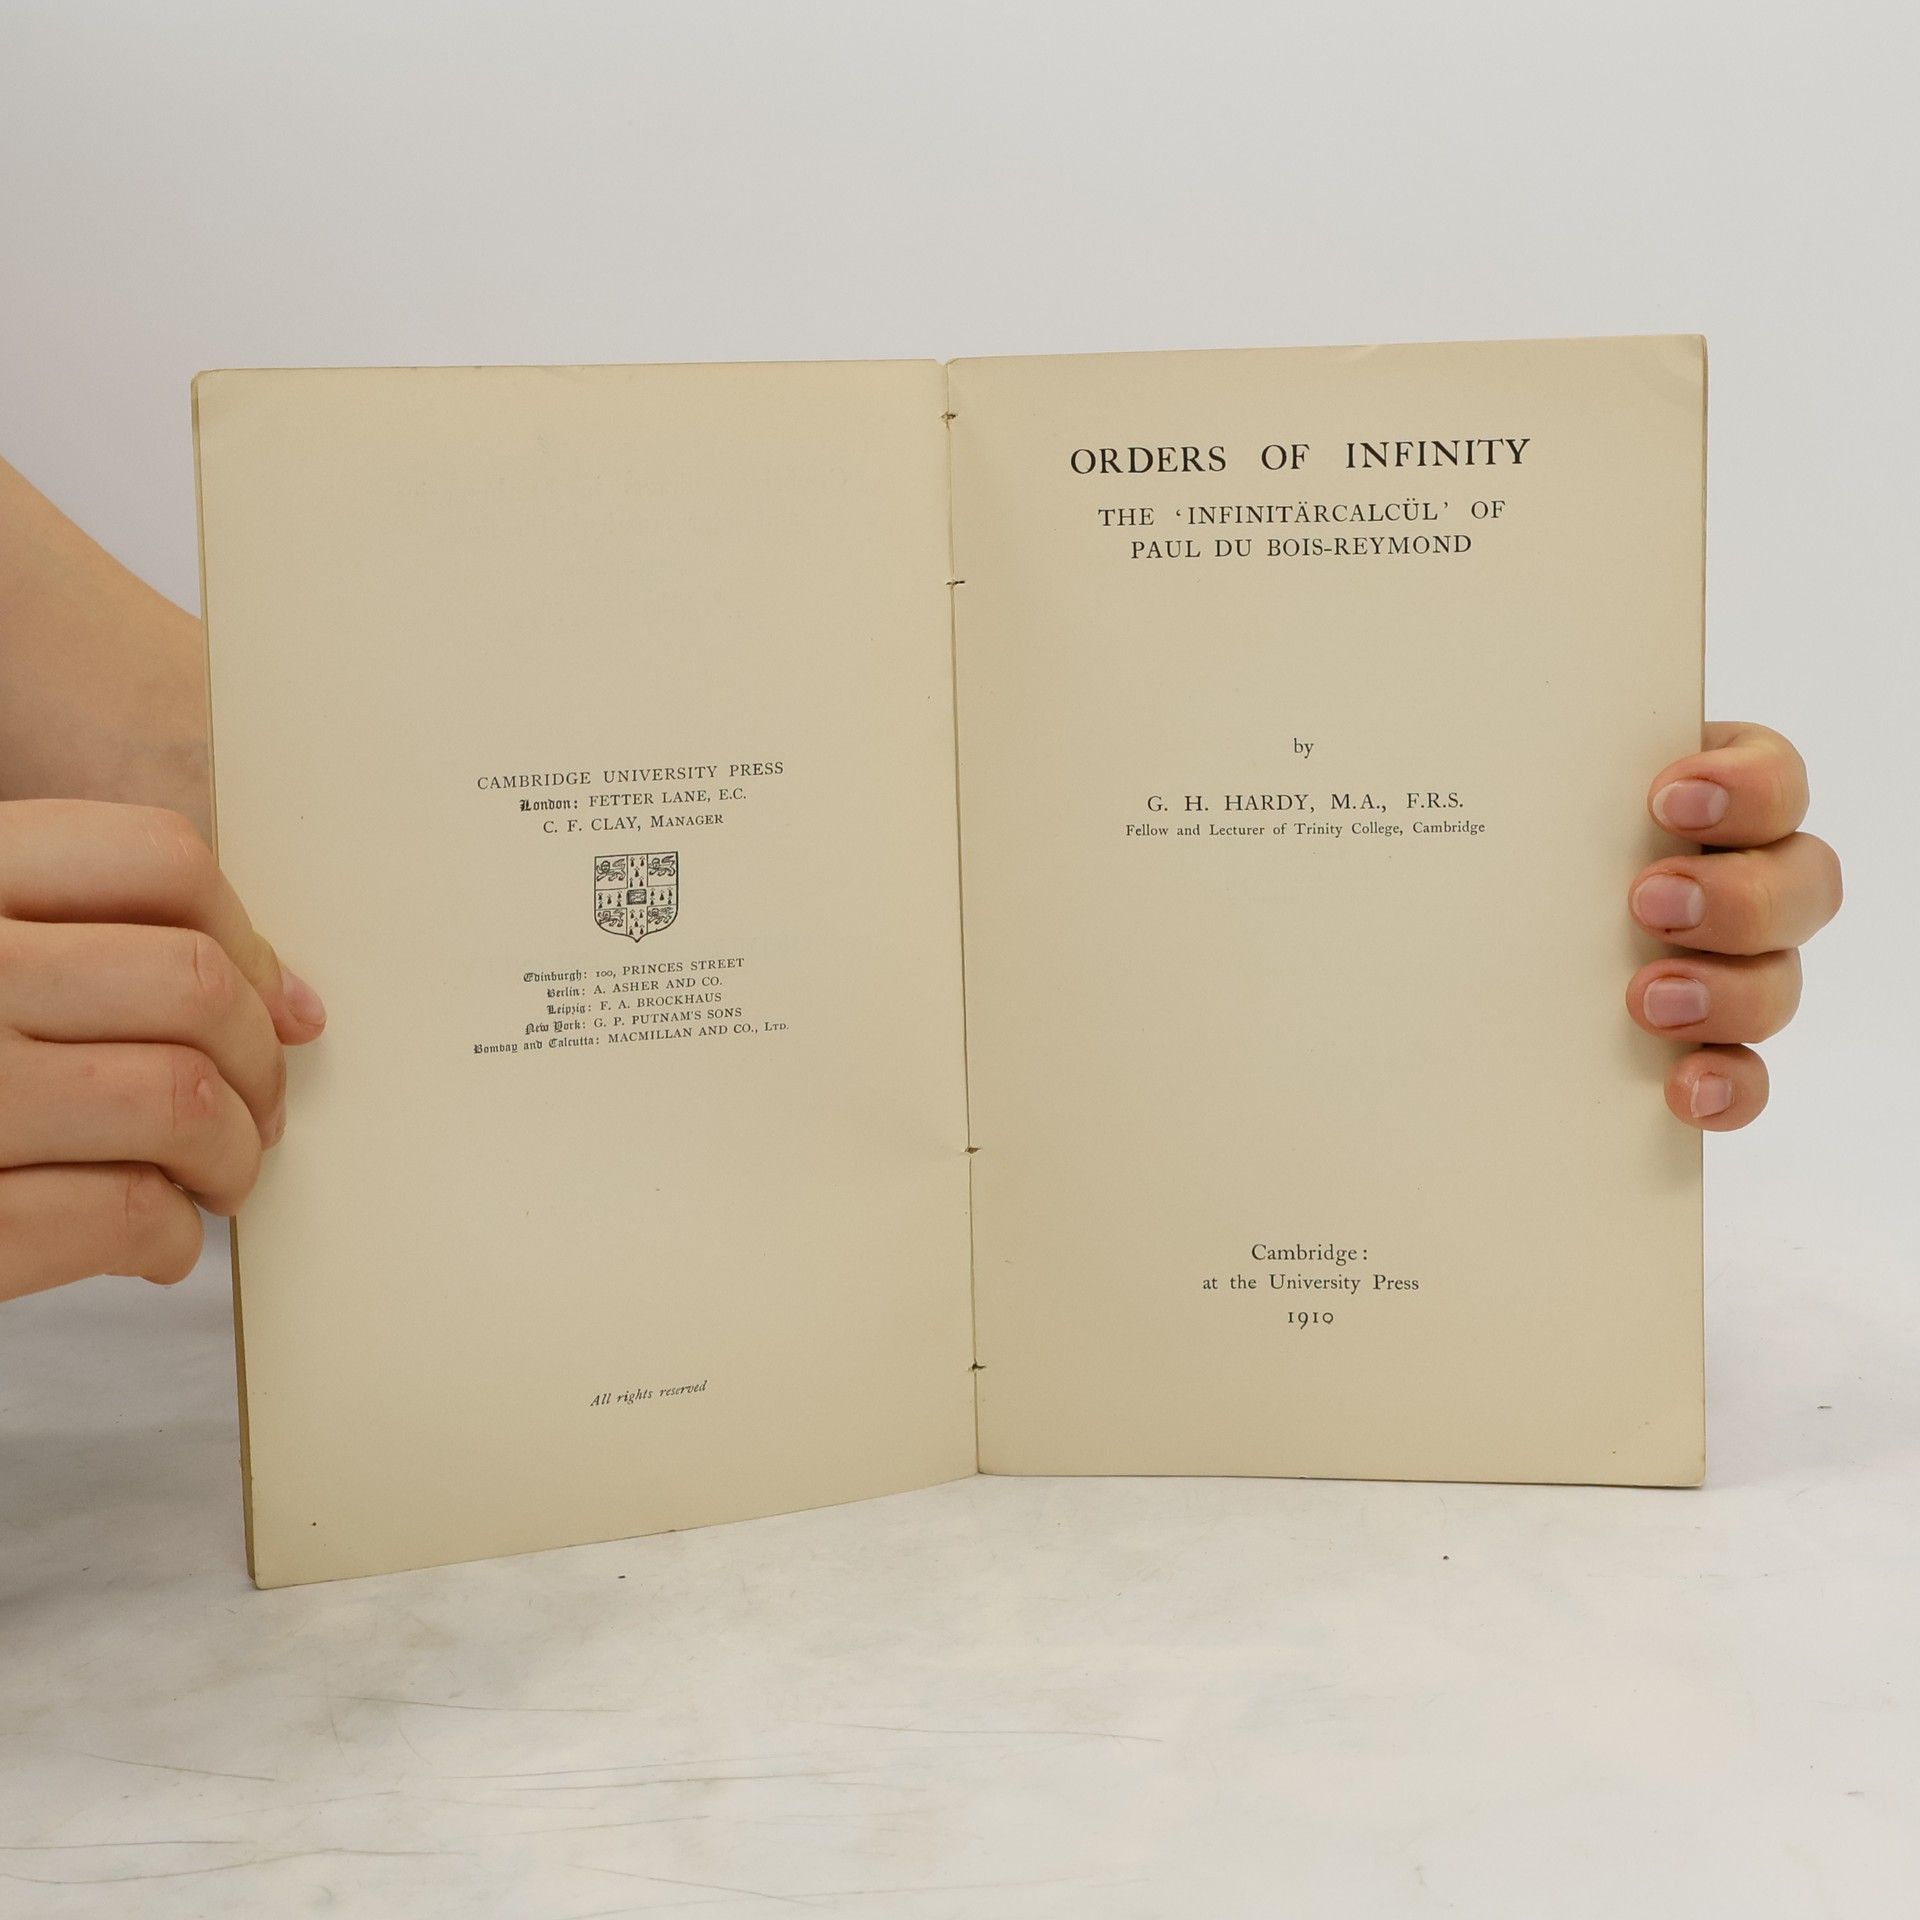 CAMBRIDGE UNIVERSITY PRESS
London: FETTER LANE, E.C.
C. F. CLAY, MANAGER
Edinburgh: 100, PRINCES STREET
Berlin: A. ASHER AND CO.
Leipzig: F. A. BROCKHAUS
New York: G. P. PUTNAM'S SONS
Bombay and Calcutta: MACMILLAN AND CO., LTD.
All rights reserved
ORDERS OF INFINITY
THE ‘INFINITÄRCALCÜL’ OF
PAUL DU BOIS-REYMOND
by
G. H. HARDY, M.A., F.R.S.
Fellow and Lecturer of Trinity College, Cambridge
Cambridge:
at the University Press
1910